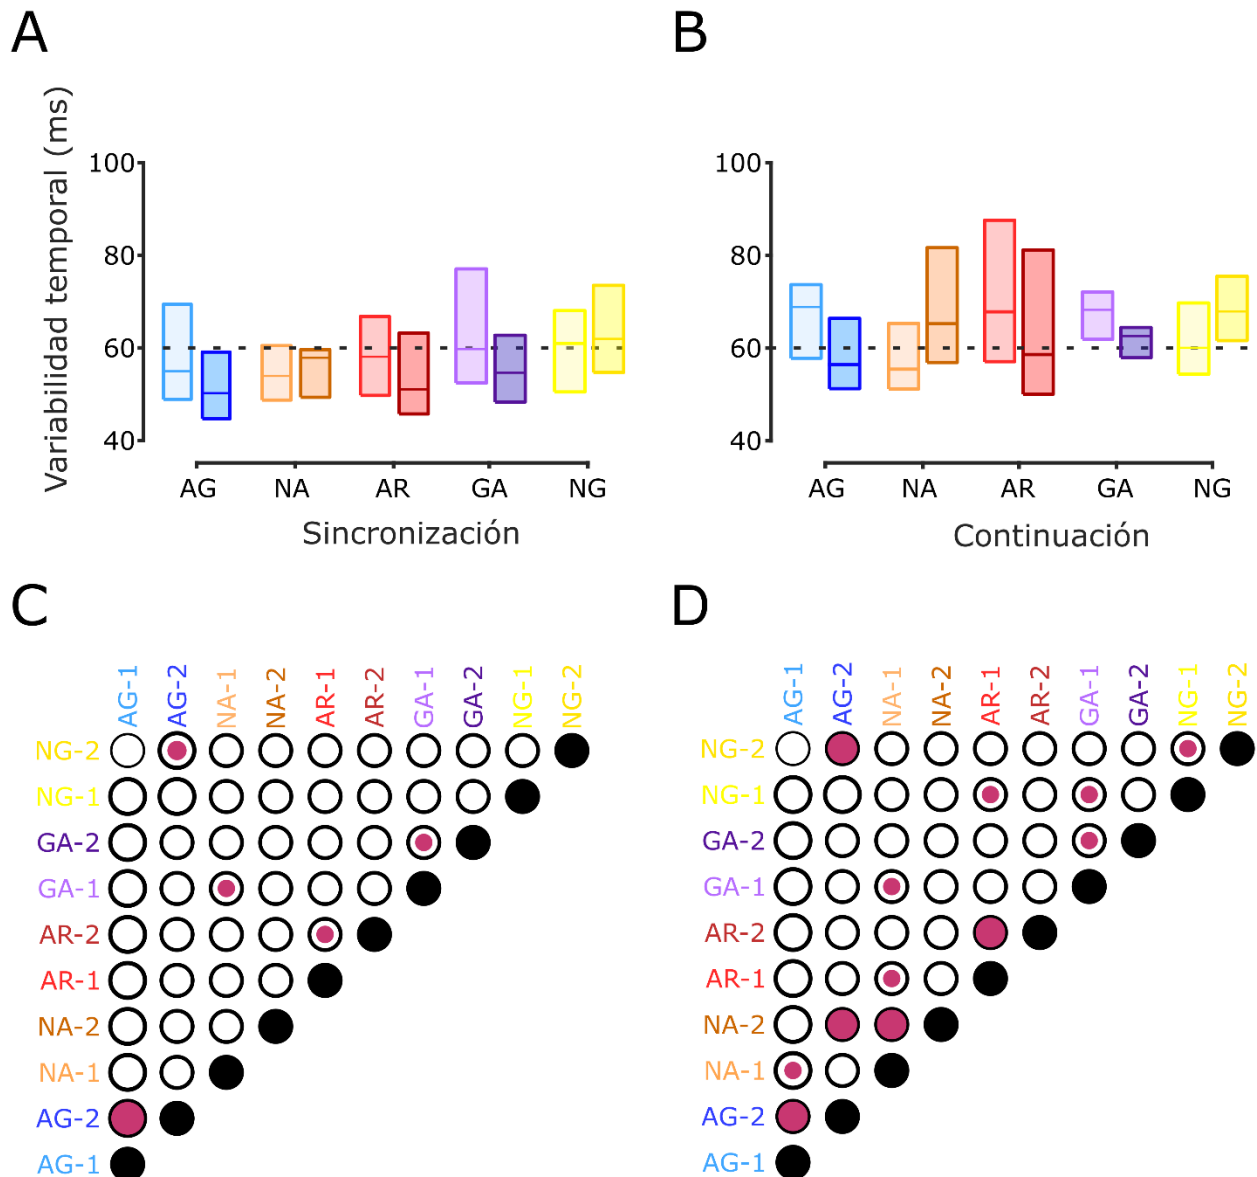 A
B
Variabilidad temporal (ms)
100
80
60
40
AG NA AR GA NG
Sincronización
100
80
60
40
AG NA AR GA NG
Continuación
C
D
AG-1 AG-2 NA-1 NA-2 AR-1 AR-2 GA-1 GA-2 NG-1 NG-2
NG-2
NG-1
GA-2
GA-1
AR-2
AR-1
NA-2
NA-1
AG-2
AG-1
AG-1 AG-2 NA-1 NA-2 AR-1 AR-2 GA-1 GA-2 NG-1 NG-2
NG-2
NG-1
GA-2
GA-1
AR-2
AR-1
NA-2
NA-1
AG-2
AG-1